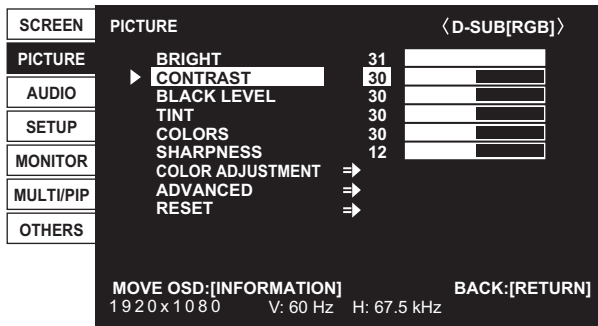 SCREEN
PICTURE
AUDIO
SETUP
MONITOR
MULTI/PIP
OTHERS
PICTURE 〈D-SUB[RGB]〉
BRIGHT 31
CONTRAST 30
BLACK LEVEL 30
TINT 30
COLORS 30
SHARPNESS 12
COLOR ADJUSTMENT
ADVANCED
RESET
MOVE OSD:[INFORMATION] BACK:[RETURN]
1920x1080 V: 60 Hz H: 67.5 kHz